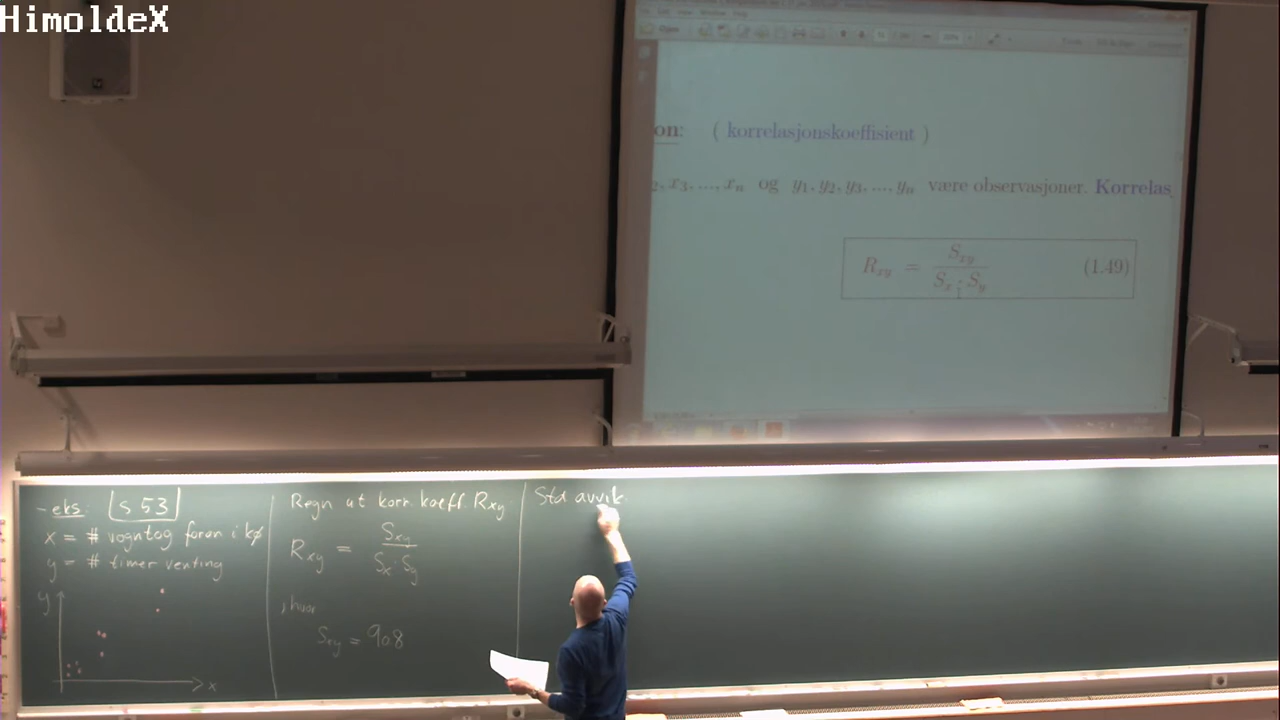 HimoldeX
on: ( korrelasjonskoeffisient )
2, x3, ..., xn og y1, y2, y3, ..., yn være observasjoner. Korrelas
Rxy = Sxy / Sx · Sy (1.49)
- eks: s 53
x = # vogntog foran i kø
y = # timer venting
y
x
Regn ut korr. koeff. Rxy
Rxy = Sxy / Sx · Sy
, hvor
Sxy = 90.8
Std avvik